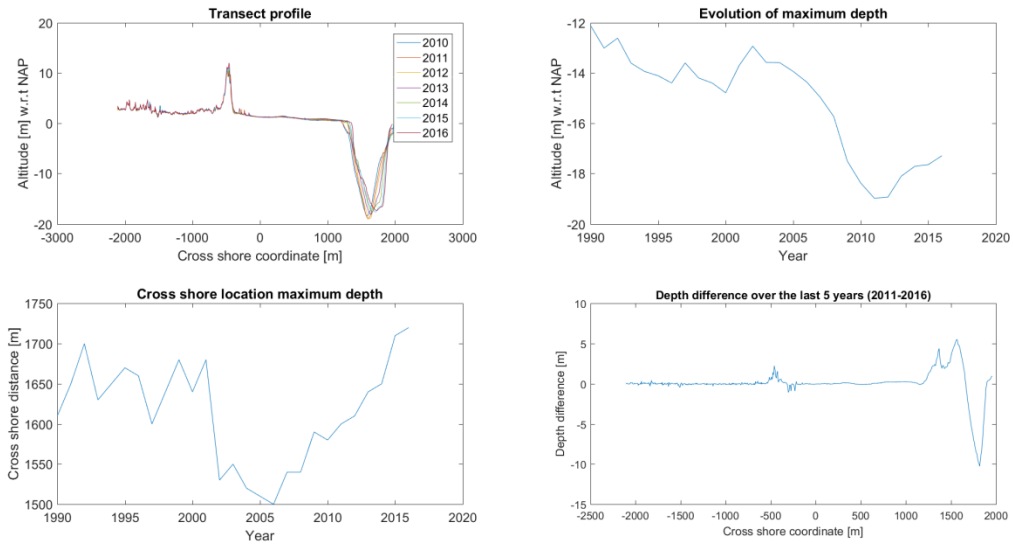 Transect profile
Altitude [m] w.r.t NAP
20
10
0
-10
-20
-3000 -2000 -1000 0 1000 2000 3000
Cross shore coordinate [m]
2010
2011
2012
2013
2014
2015
2016
Evolution of maximum depth
Altitude [m] w.r.t NAP
-12
-14
-16
-18
-20
1990 1995 2000 2005 2010 2015 2020
Year
Cross shore location maximum depth
Cross shore distance [m]
1750
1700
1650
1600
1550
1500
1990 1995 2000 2005 2010 2015 2020
Year
Depth difference over the last 5 years (2011-2016)
Depth difference [m]
10
5
0
-5
-10
-15
-2500 -2000 -1500 -1000 -500 0 500 1000 1500 2000
Cross shore coordinate [m]